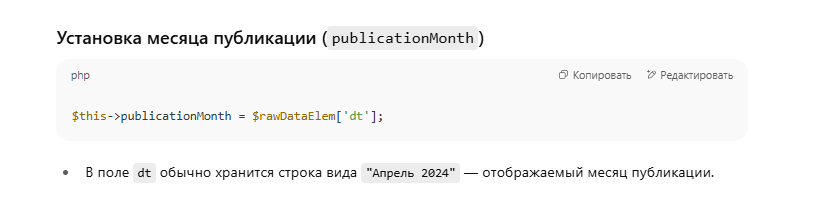 Установка месяца публикации (publicationMonth)
php Копировать Редактировать
$this->publicationMonth = $rawDataElem['dt'];
• В поле dt обычно хранится строка вида "Апрель 2024" — отображаемый месяц публикации.